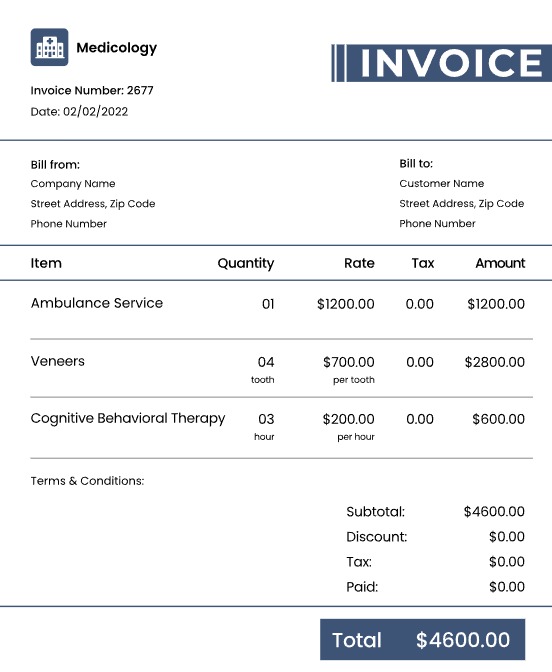 Medicology
INVOICE
Invoice Number: 2677
Date: 02/02/2022
Bill from:
Company Name
Street Address, Zip Code
Phone Number
Bill to:
Customer Name
Street Address, Zip Code
Phone Number
Item Quantity Rate Tax Amount
Ambulance Service 01 $1200.00 0.00 $1200.00
Veneers 04 $700.00 0.00 $2800.00
tooth per tooth
Cognitive Behavioral Therapy 03 $200.00 0.00 $600.00
hour per hour
Terms & Conditions:
Subtotal: $4600.00
Discount: $0.00
Tax: $0.00
Paid: $0.00
Total $4600.00